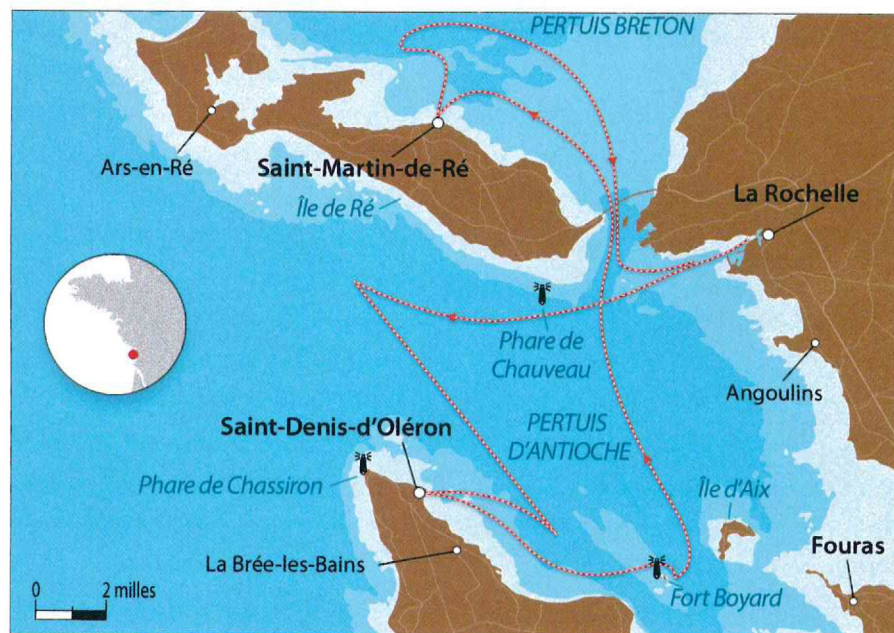 PERTUIS BRETON
Ars-en-Ré
Saint-Martin-de-Ré
La Rochelle
Île de Ré
Phare de
Chauveau
Angoulins
Saint-Denis-d'Oléron
PERTUIS
D'ANTIOCHE
Phare de Chassiron
Île d'Aix
La Brée-les-Bains
Fouras
Fort Boyard
0 2 milles